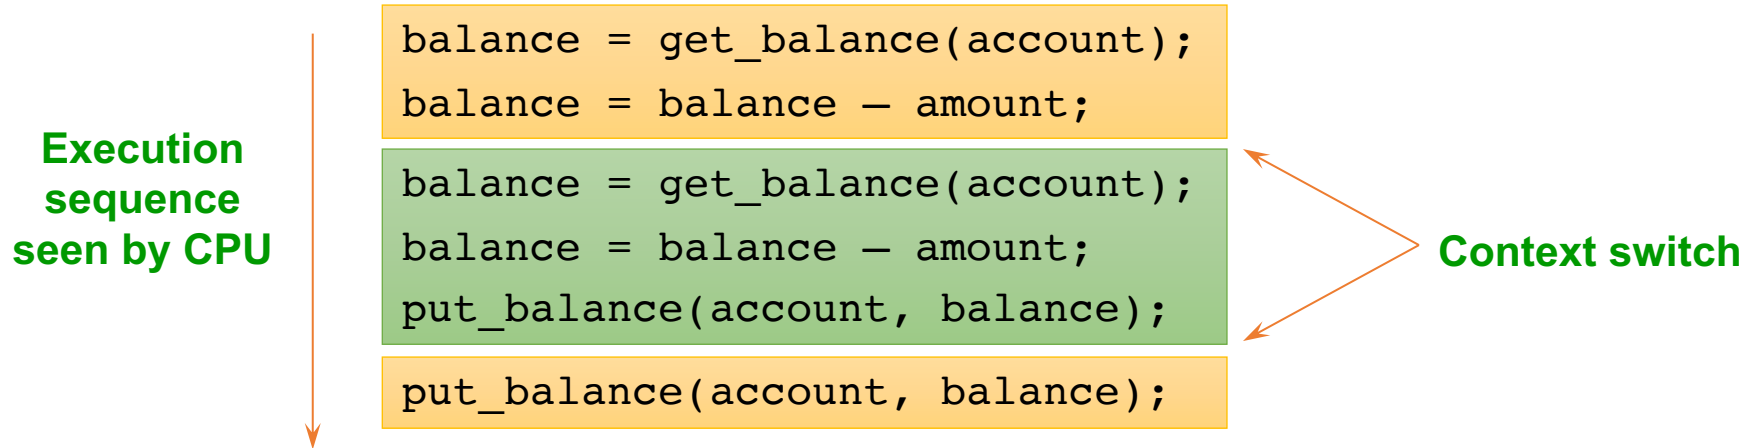 balance = get_balance(account);
balance = balance – amount;
Execution
sequence
seen by CPU
balance = get_balance(account);
balance = balance – amount;
put_balance(account, balance);
Context switch
put_balance(account, balance);